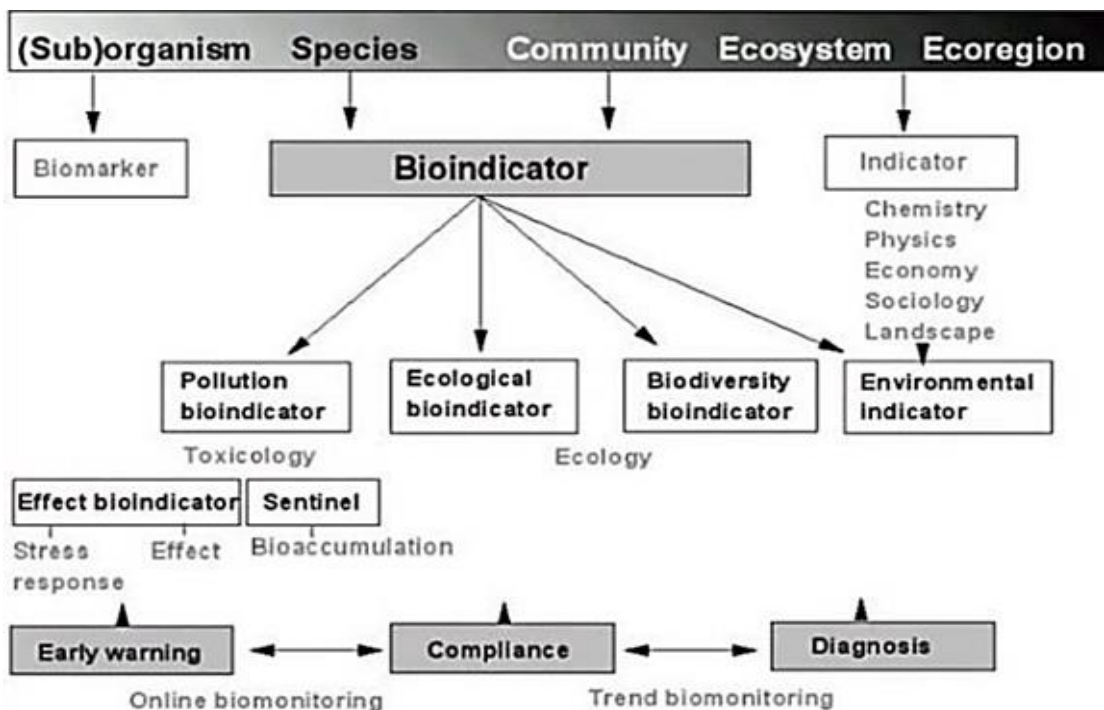 (Sub)organism Species Community Ecosystem Ecoregion
Biomarker
Bioindicator
Indicator
Chemistry
Physics
Economy
Sociology
Landscape
Pollution
bioindicator
Ecological
bioindicator
Biodiversity
bioindicator
Environmental
indicator
Toxicology
Ecology
Effect bioindicator
Sentinel
Stress
response
Effect
Bioaccumulation
Early warning
Compliance
Diagnosis
Online biomonitoring
Trend biomonitoring